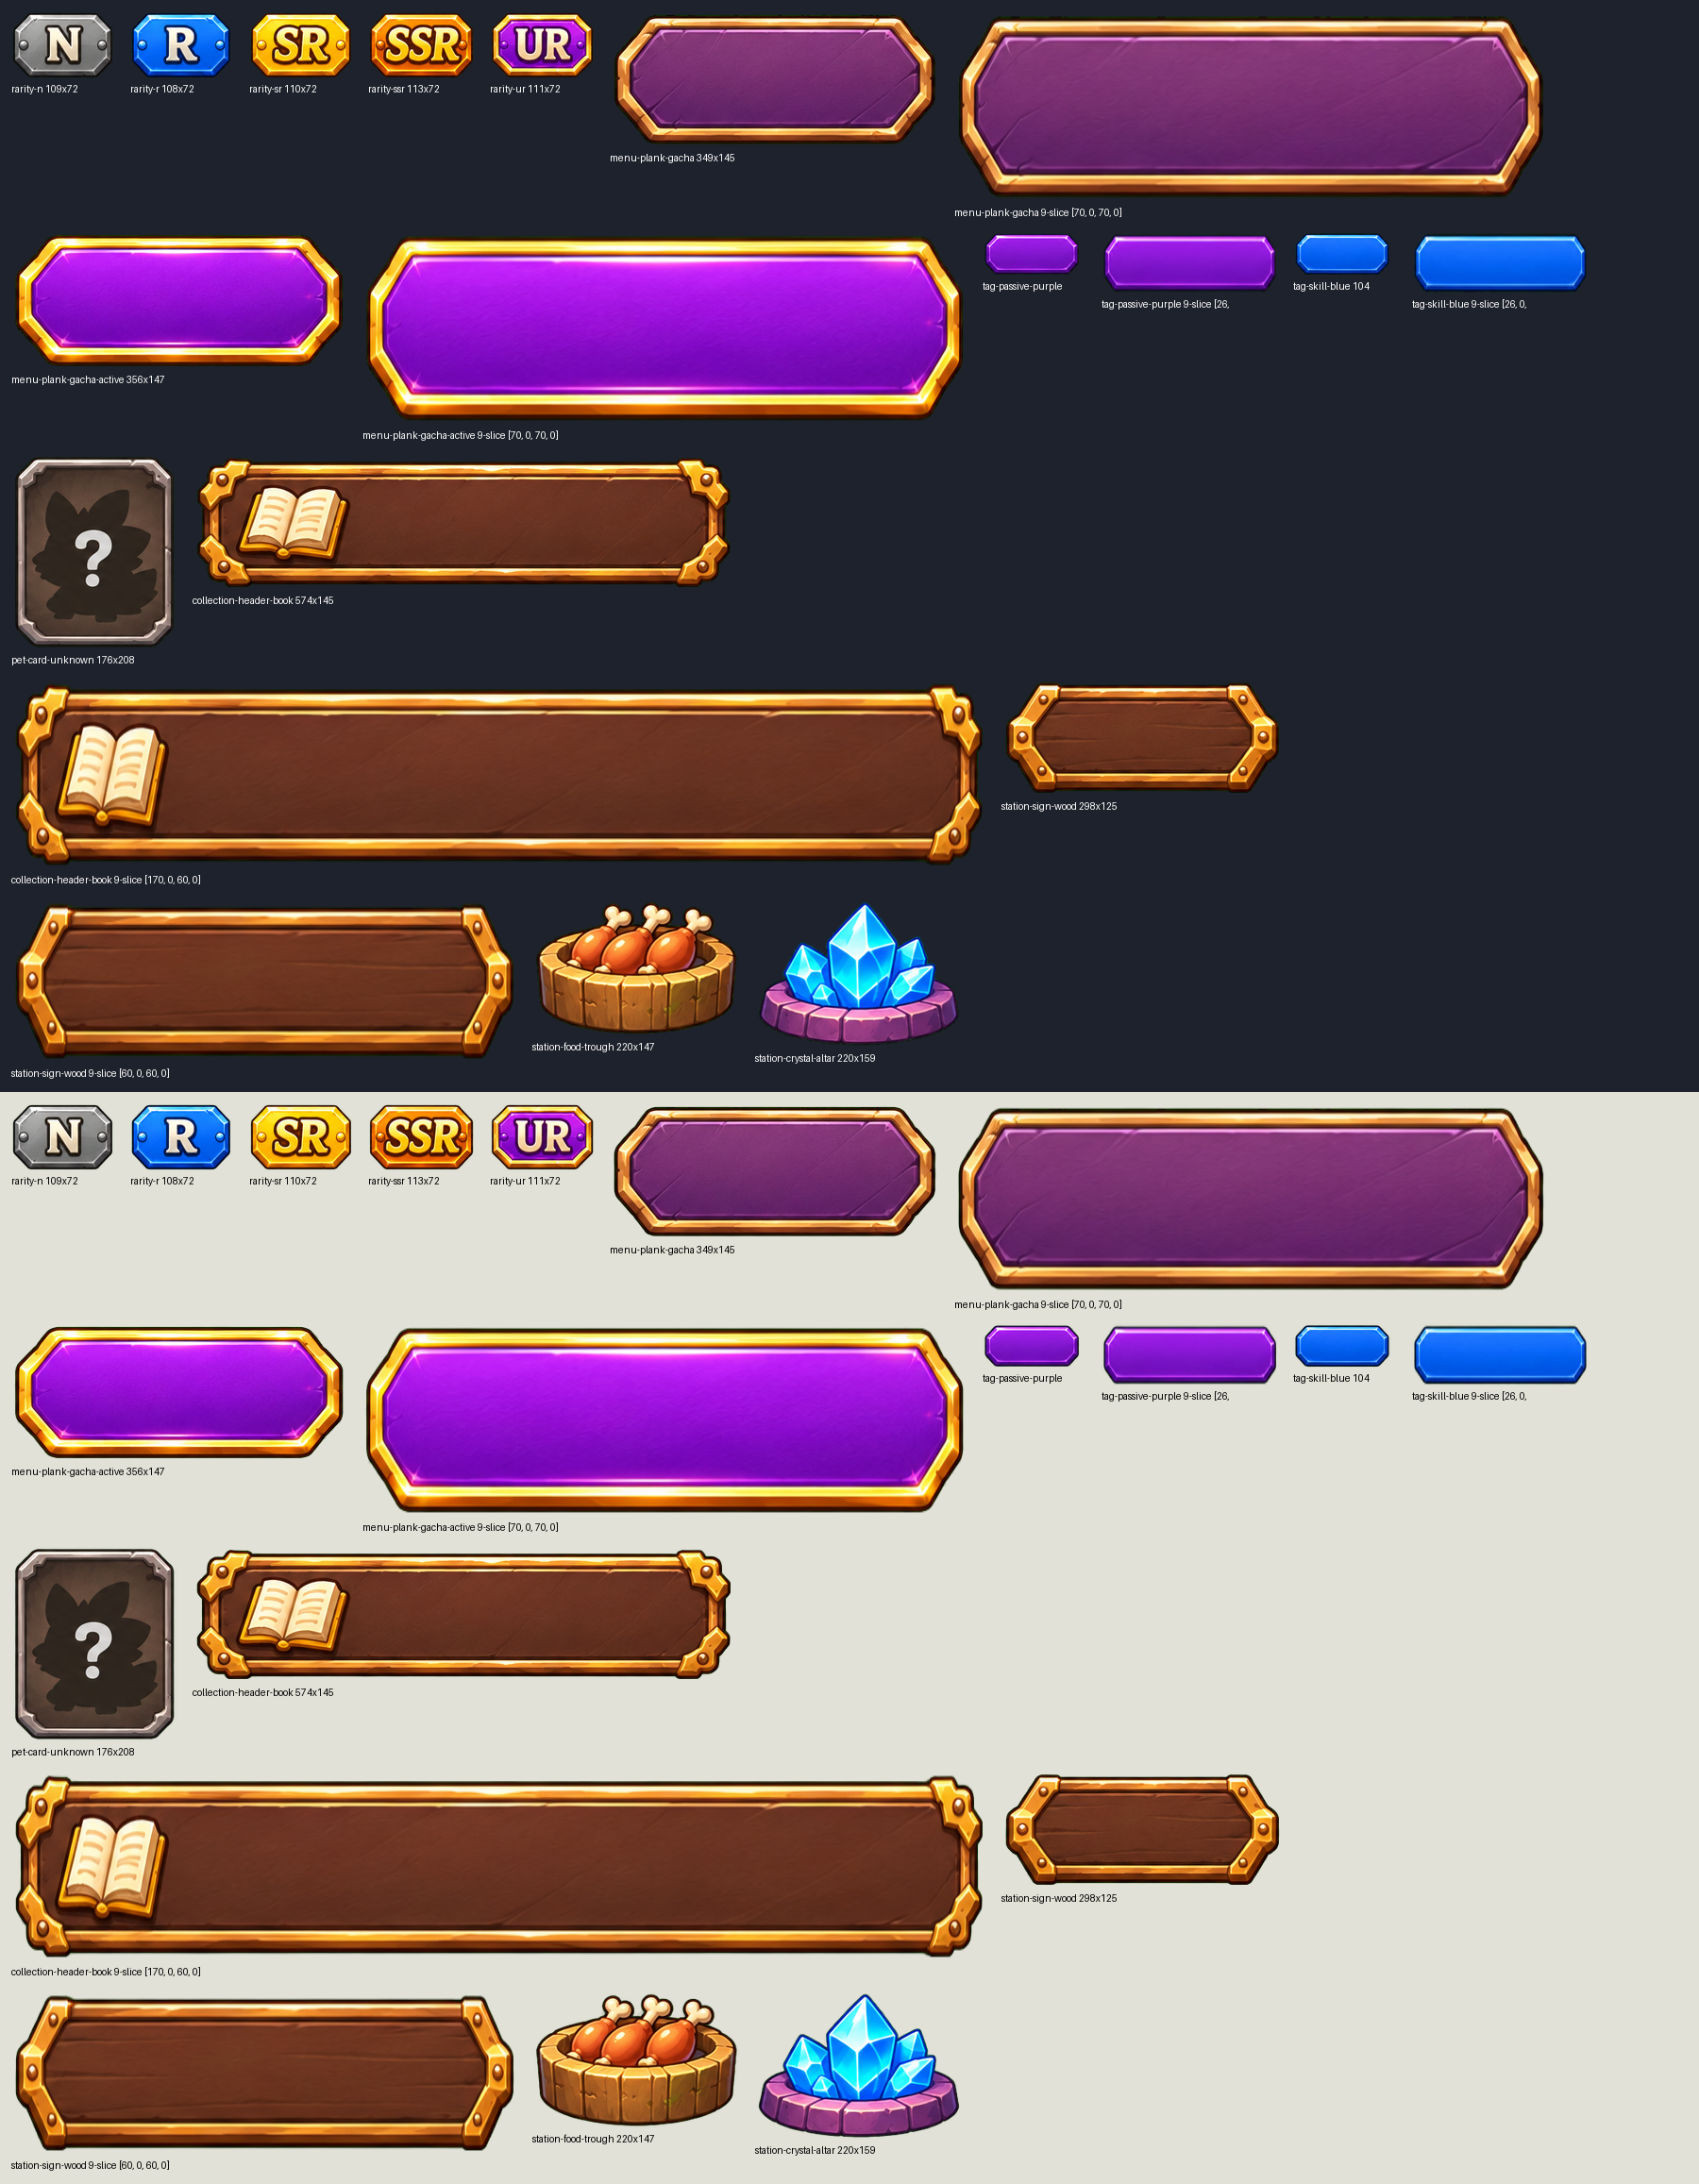 N R SR SSR UR
rarity-n 109x72 rarity-r 108x72 rarity-sr 110x72 rarity-ssr 113x72 rarity-ur 111x72
menu-plank-gacha 349x145
menu-plank-gacha 9-slice [70, 0, 70, 0]
tag-passive-purple tag-skill-blue 104
tag-passive-purple 9-slice [26, tag-skill-blue 9-slice [26, 0,
menu-plank-gacha-active 356x147
menu-plank-gacha-active 9-slice [70, 0, 70, 0]
?
collection-header-book 574x145
pet-card-unknown 176x208
station-sign-wood 298x125
collection-header-book 9-slice [170, 0, 60, 0]
station-food-trough 220x147
station-crystal-altar 220x159
station-sign-wood 9-slice [60, 0, 60, 0]
N R SR SSR UR
rarity-n 109x72 rarity-r 108x72 rarity-sr 110x72 rarity-ssr 113x72 rarity-ur 111x72
menu-plank-gacha 349x145
menu-plank-gacha 9-slice [70, 0, 70, 0]
tag-passive-purple tag-skill-blue 104
tag-passive-purple 9-slice [26, tag-skill-blue 9-slice [26, 0,
menu-plank-gacha-active 356x147
menu-plank-gacha-active 9-slice [70, 0, 70, 0]
?
collection-header-book 574x145
pet-card-unknown 176x208
station-sign-wood 298x125
collection-header-book 9-slice [170, 0, 60, 0]
station-food-trough 220x147
station-crystal-altar 220x159
station-sign-wood 9-slice [60, 0, 60, 0]